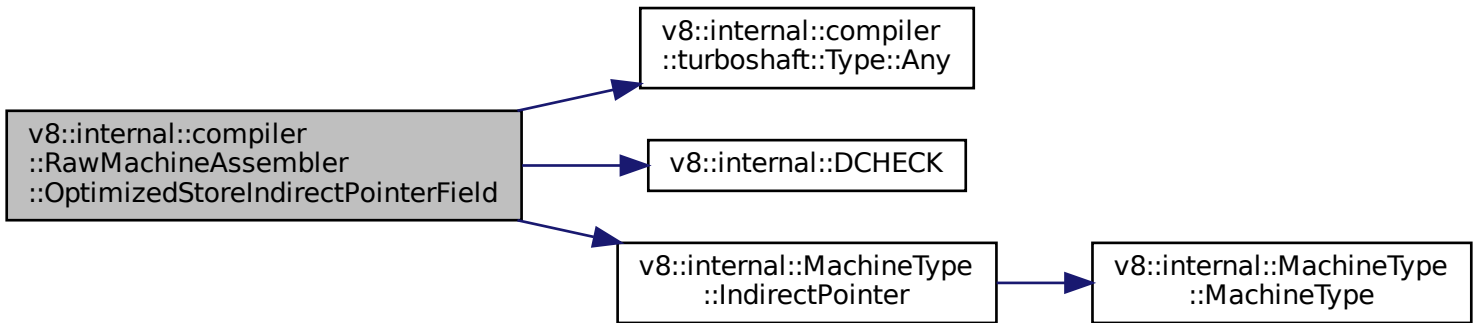 v8::internal::compiler
::RawMachineAssembler
::OptimizedStoreIndirectPointerField
v8::internal::compiler
::turboshaft::Type::Any
v8::internal::DCHECK
v8::internal::MachineType
::IndirectPointer
v8::internal::MachineType
::MachineType